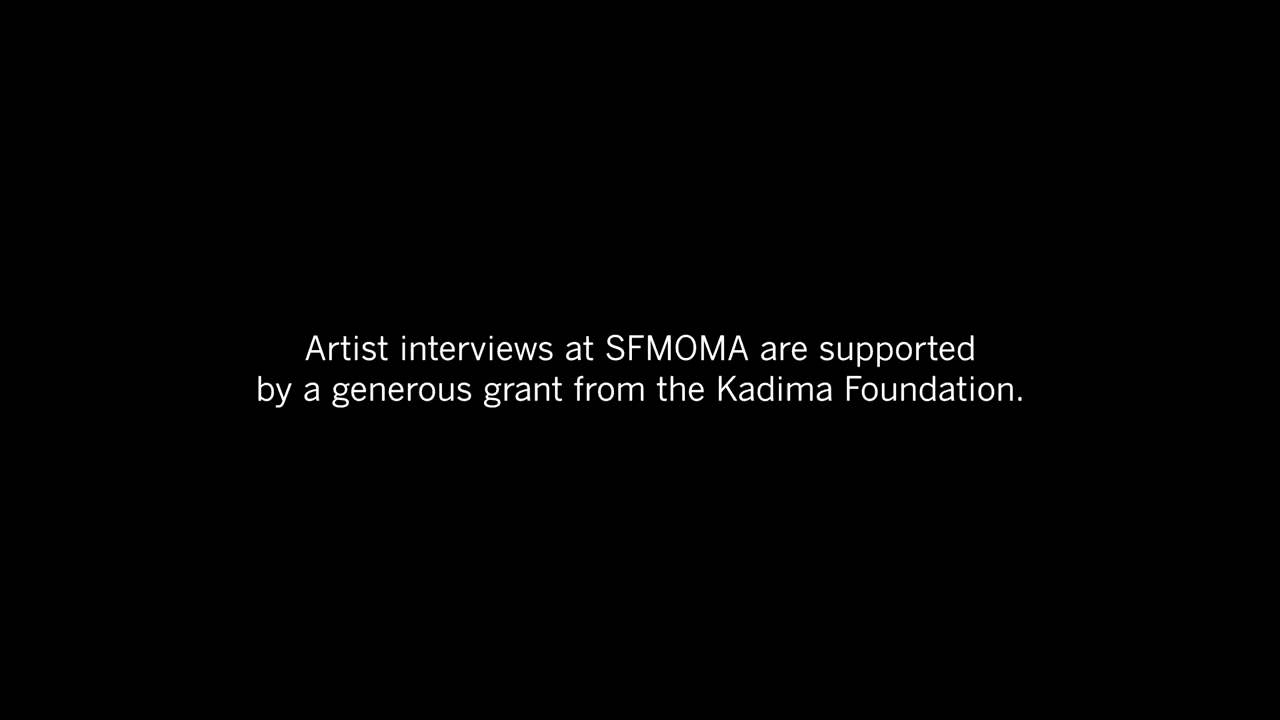 Artist interviews at SFMOMA are supported
by a generous grant from the Kadima Foundation.